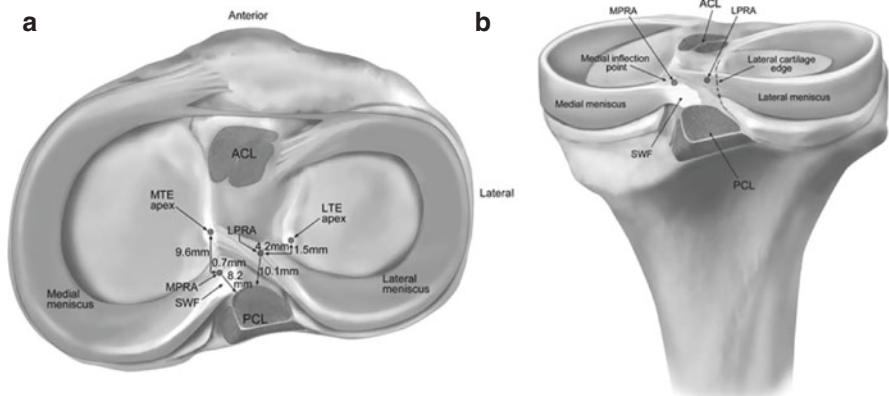 a
Anterior
ACL
MTE
apex
LTE
apex
Lateral
LPRA
4.2mm
1.5mm
9.6mm
0.7mm
8.2
mm
10.1mm
MPRA
SWF
PCL
Medial
meniscus
Lateral
meniscus
b
MPRA
ACL
LPRA
Medial inflection
point
Lateral cartilage
edge
Medial meniscus
Lateral meniscus
SWF
PCL